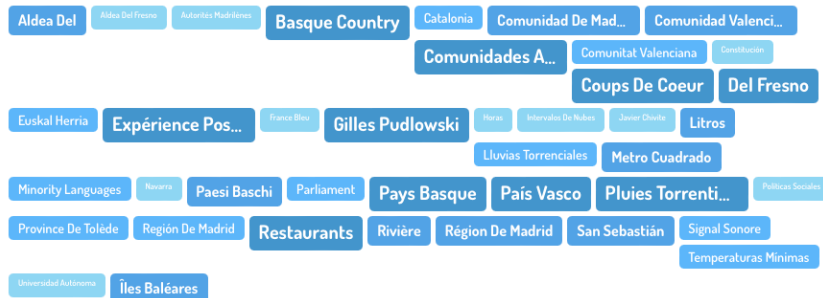 Aldea Del
Aldea Del Fresno
Autorités Madrilènes
Basque Country
Catalonia
Comunidad De Mad...
Comunidad Valenci...
Comunidades A...
Comunitat Valenciana
Constitución
Coups De Coeur
Del Fresno
Euskal Herria
Expérience Pos...
France Bleu
Gilles Pudlowski
Horas
Intervalos De Nubes
Javier Chivite
Litros
Lluvias Torrenciales
Metro Cuadrado
Minority Languages
Navarra
Paesi Baschi
Parliament
Pays Basque
País Vasco
Pluies Torrenti...
Políticas Sociales
Province De Tolède
Región De Madrid
Restaurants
Rivière
Région De Madrid
San Sebastián
Signal Sonore
Temperaturas Mínimas
Universidad Autónoma
Îles Baléares